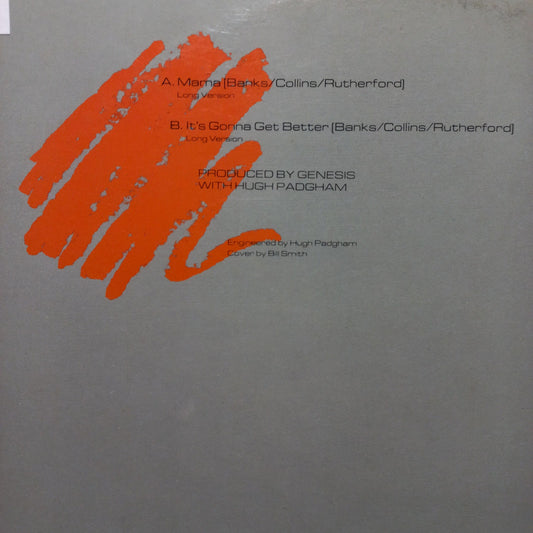 A. Mama [Banks/Collins/Rutherford]
Long Version
B. It's Gonna Get Better [Banks/Collins/Rutherford]
Long Version
PRODUCED BY GENESIS
WITH HUGH PADGHAM
Engineered by Hugh Padgham
Cover by Bill Smith